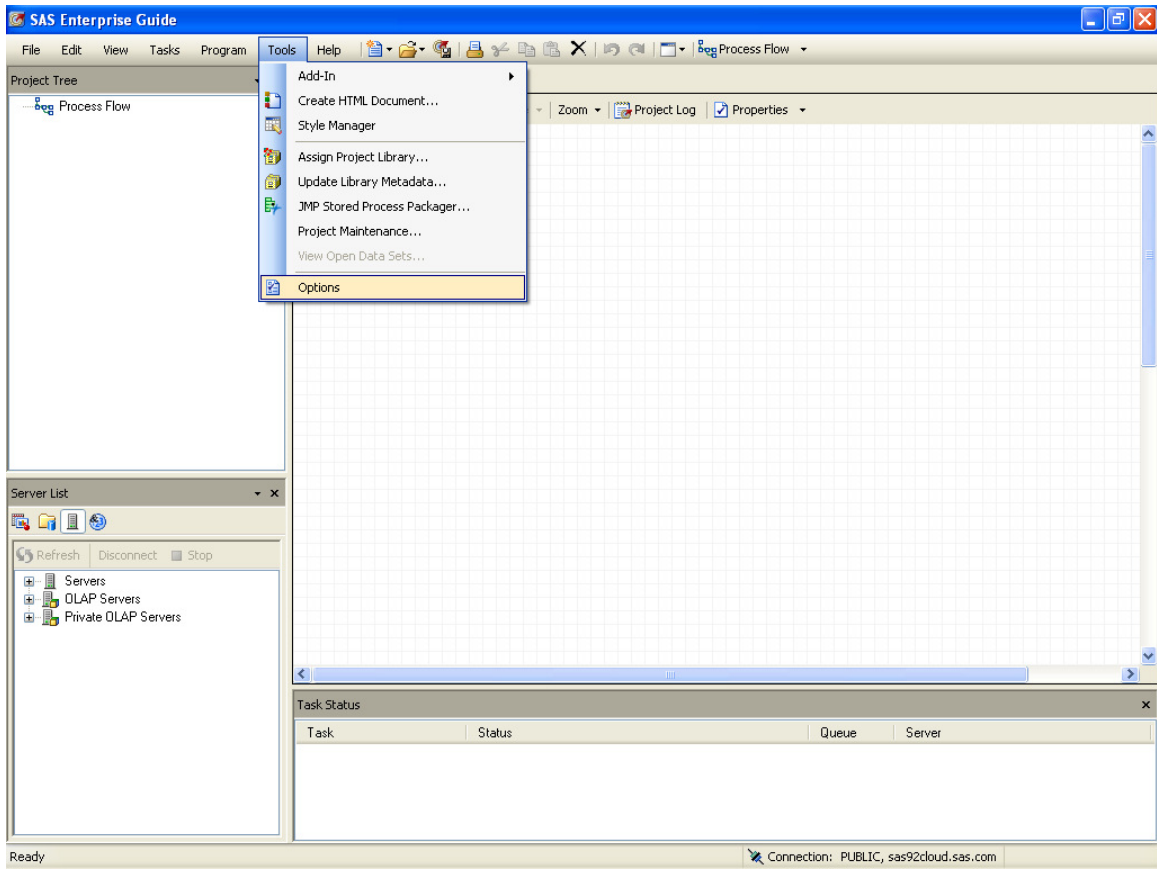 SAS Enterprise Guide
File Edit View Tasks Program Tools Help Process Flow
Project Tree
Process Flow
Add-In
Create HTML Document...
Style Manager
Assign Project Library...
Update Library Metadata...
JMP Stored Process Packager...
Project Maintenance...
View Open Data Sets...
Options
Zoom Project Log Properties
Server List
Refresh Disconnect Stop
Servers
OLAP Servers
Private OLAP Servers
Task Status
Task Status Queue Server
Ready Connection: PUBLIC, sas92cloud.sas.com